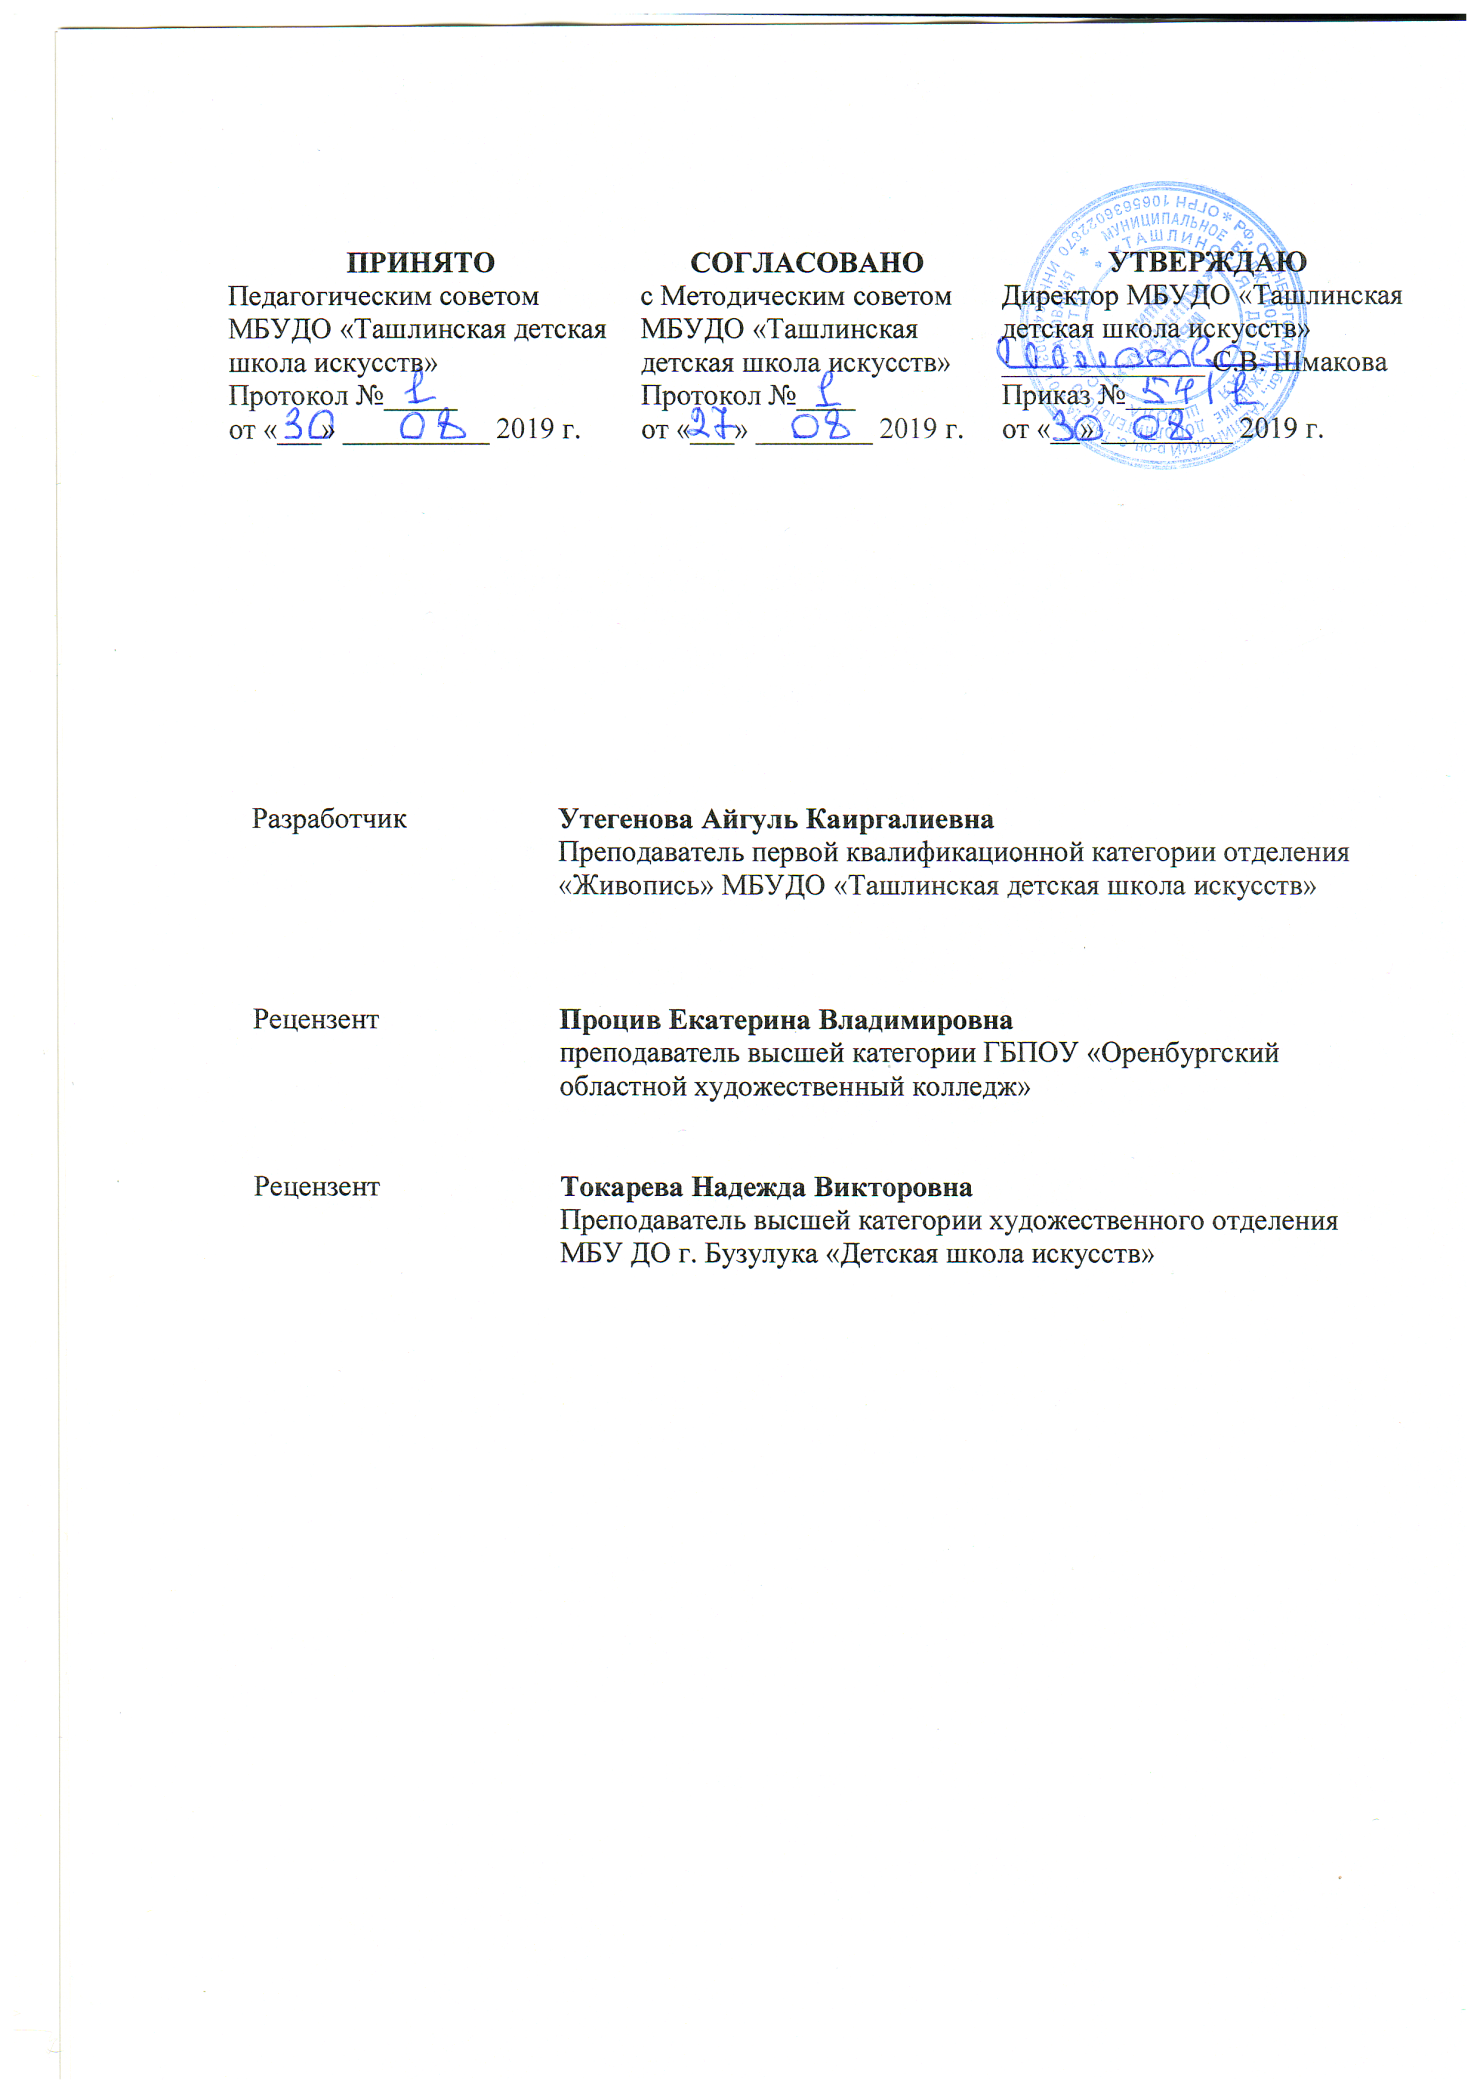 ПРИНЯТО
Педагогическим советом
МБУДО «Ташлинская детская
школа искусств»
Протокол № 1
от «30» 08 2019 г.
СОГЛАСОВАНО
с Методическим советом
МБУДО «Ташлинская
детская школа искусств»
Протокол № 1
от «27» 08 2019 г.
УТВЕРЖДАЮ
Директор МБУДО «Ташлинская
детская школа искусств»
С.В. Шмакова
Приказ № 54/1
от «30» 08 2019 г.
Разработчик
Утегенова Айгуль Каиргалиевна
Преподаватель первой квалификационной категории отделения
«Живопись» МБУДО «Ташлинская детская школа искусств»
Рецензент
Процив Екатерина Владимировна
преподаватель высшей категории ГБПОУ «Оренбургский
областной художественный колледж»
Рецензент
Токарева Надежда Викторовна
Преподаватель высшей категории художественного отделения
МБУ ДО г. Бузулука «Детская школа искусств»